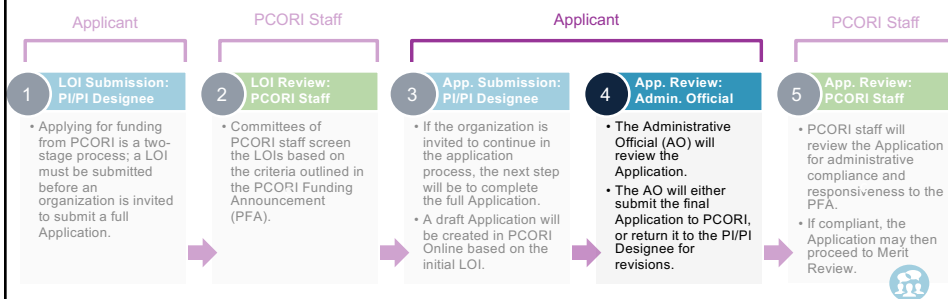 Applicant
PCORI Staff
Applicant
PCORI Staff
1
LOI Submission:
PI/PI Designee
• Applying for funding
from PCORI is a two-
stage process; a LOI
must be submitted
before an
organization is invited
to submit a full
Application.
2
LOI Review:
PCORI Staff
• Committees of
PCORI staff screen
the LOIs based on
the criteria outlined in
the PCORI Funding
Announcement
(PFA).
3
App. Submission:
PI/PI Designee
• If the organization is
invited to continue in
the application
process, the next step
will be to complete
the full Application.
• A draft Application will
be created in PCORI
Online based on the
initial LOI.
4
App. Review:
Admin. Official
• The Administrative
Official (AO) will
review the
Application.
• The AO will either
submit the final
Application to PCORI,
or return it to the PI/PI
Designee for
revisions.
5
App. Review:
PCORI Staff
• PCORI staff will
review the Application
for administrative
compliance and
responsiveness to the
PFA.
• If compliant, the
Application may then
proceed to Merit
Review.